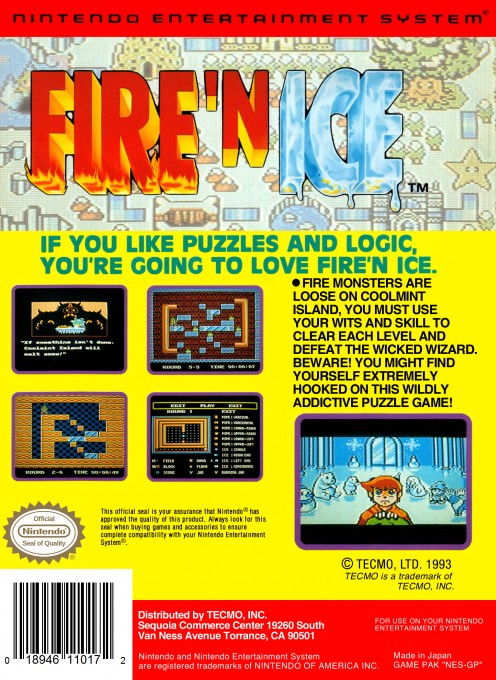 NINTENDO ENTERTAINMENT SYSTEM®
FIRE'N ICE™
IF YOU LIKE PUZZLES AND LOGIC,
YOU'RE GOING TO LOVE FIRE'N ICE.
● FIRE MONSTERS ARE
LOOSE ON COOLMINT
ISLAND, YOU MUST USE
YOUR WITS AND SKILL TO
CLEAR EACH LEVEL AND
DEFEAT THE WICKED WIZARD.
BEWARE! YOU MIGHT FIND
YOURSELF EXTREMELY
HOOKED ON THIS WILDLY
ADDICTIVE PUZZLE GAME!
"If something isn't done,
Coolmint Island will
melt away!"
ROUND 5-5 TIME 00:00:02
ROUND 2-6 TIME 00:00:49
EDIT PLAY EXIT
ROUND 1 EXIT
Official
Nintendo
Seal of Quality
This official seal is your assurance that Nintendo® has
approved the quality of this product. Always look for this
seal when buying games and accessories to ensure
complete compatibility with your Nintendo Entertainment
System®.
© TECMO, LTD. 1993
TECMO is a trademark of
TECMO, INC.
Distributed by TECMO, INC.
Sequoia Commerce Center 19260 South
Van Ness Avenue Torrance, CA 90501
FOR USE ON YOUR NINTENDO
ENTERTAINMENT SYSTEM
Nintendo and Nintendo Entertainment System
are registered trademarks of NINTENDO OF AMERICA INC.
Made in Japan
GAME PAK "NES-GP"
0 18946 11017 2